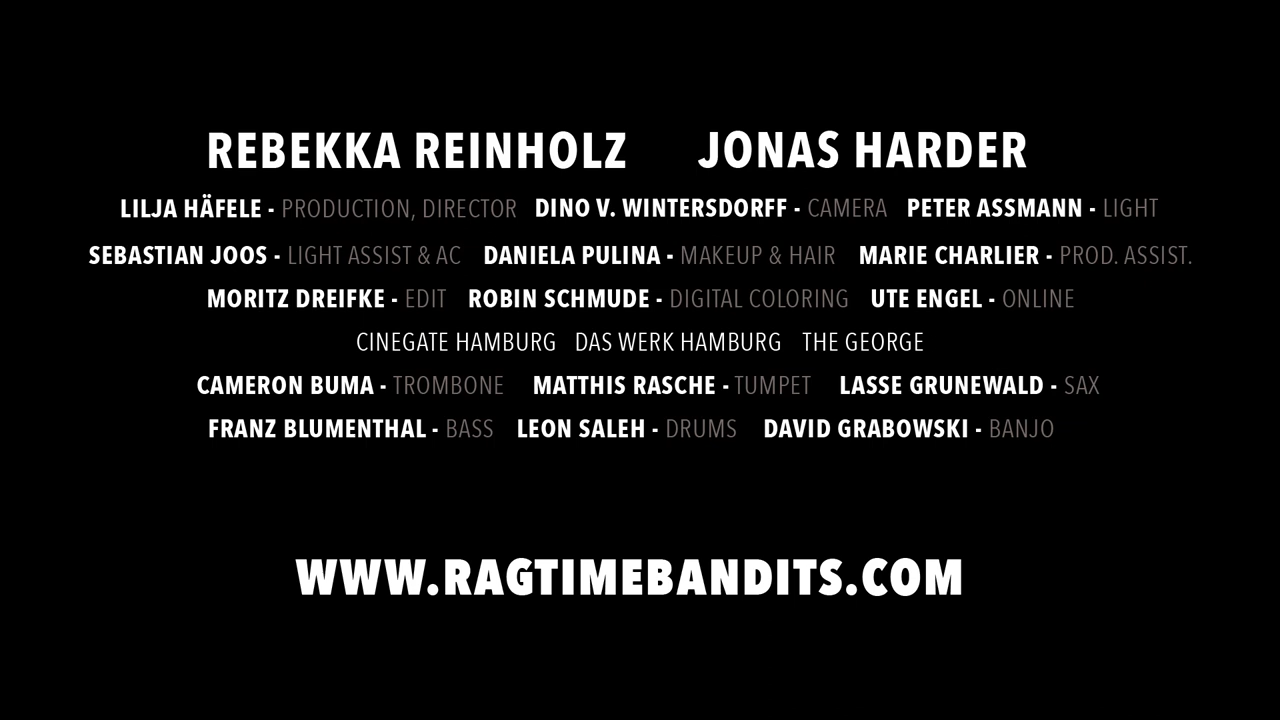 REBEKKA REINHOLZ JONAS HARDER
LILJA HÄFELE - PRODUCTION, DIRECTOR DINO V. WINTERSDORFF - CAMERA PETER ASSMANN - LIGHT
SEBASTIAN JOOS - LIGHT ASSIST & AC DANIELA PULINA - MAKEUP & HAIR MARIE CHARLIER - PROD. ASSIST.
MORITZ DREIFKE - EDIT ROBIN SCHMUDE - DIGITAL COLORING UTE ENGEL - ONLINE
CINEGATE HAMBURG DAS WERK HAMBURG THE GEORGE
CAMERON BUMA - TROMBONE MATTHIS RASCHE - TUMPET LASSE GRUNEWALD - SAX
FRANZ BLUMENTHAL - BASS LEON SALEH - DRUMS DAVID GRABOWSKI - BANJO
WWW.RAGTIMEBANDITS.COM